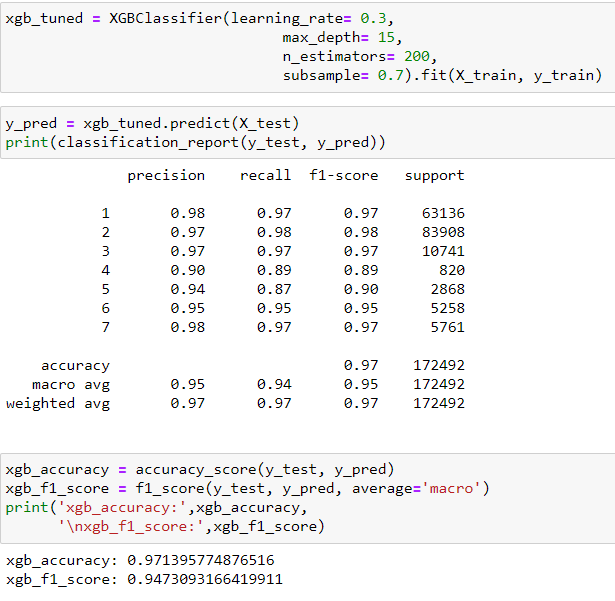 xgb_tuned = XGBClassifier(learning_rate= 0.3,
max_depth= 15,
n_estimators= 200,
subsample= 0.7).fit(X_train, y_train)
y_pred = xgb_tuned.predict(X_test)
print(classification_report(y_test, y_pred))
precision recall f1-score support
1 0.98 0.97 0.97 63136
2 0.97 0.98 0.98 83908
3 0.97 0.97 0.97 10741
4 0.90 0.89 0.89 820
5 0.94 0.87 0.90 2868
6 0.95 0.95 0.95 5258
7 0.98 0.97 0.97 5761
accuracy 0.97 172492
macro avg 0.95 0.94 0.95 172492
weighted avg 0.97 0.97 0.97 172492
xgb_accuracy = accuracy_score(y_test, y_pred)
xgb_f1_score = f1_score(y_test, y_pred, average='macro')
print('xgb_accuracy:',xgb_accuracy,
'\nxgb_f1_score:',xgb_f1_score)
xgb_accuracy: 0.971395774876516
xgb_f1_score: 0.9473093166419911